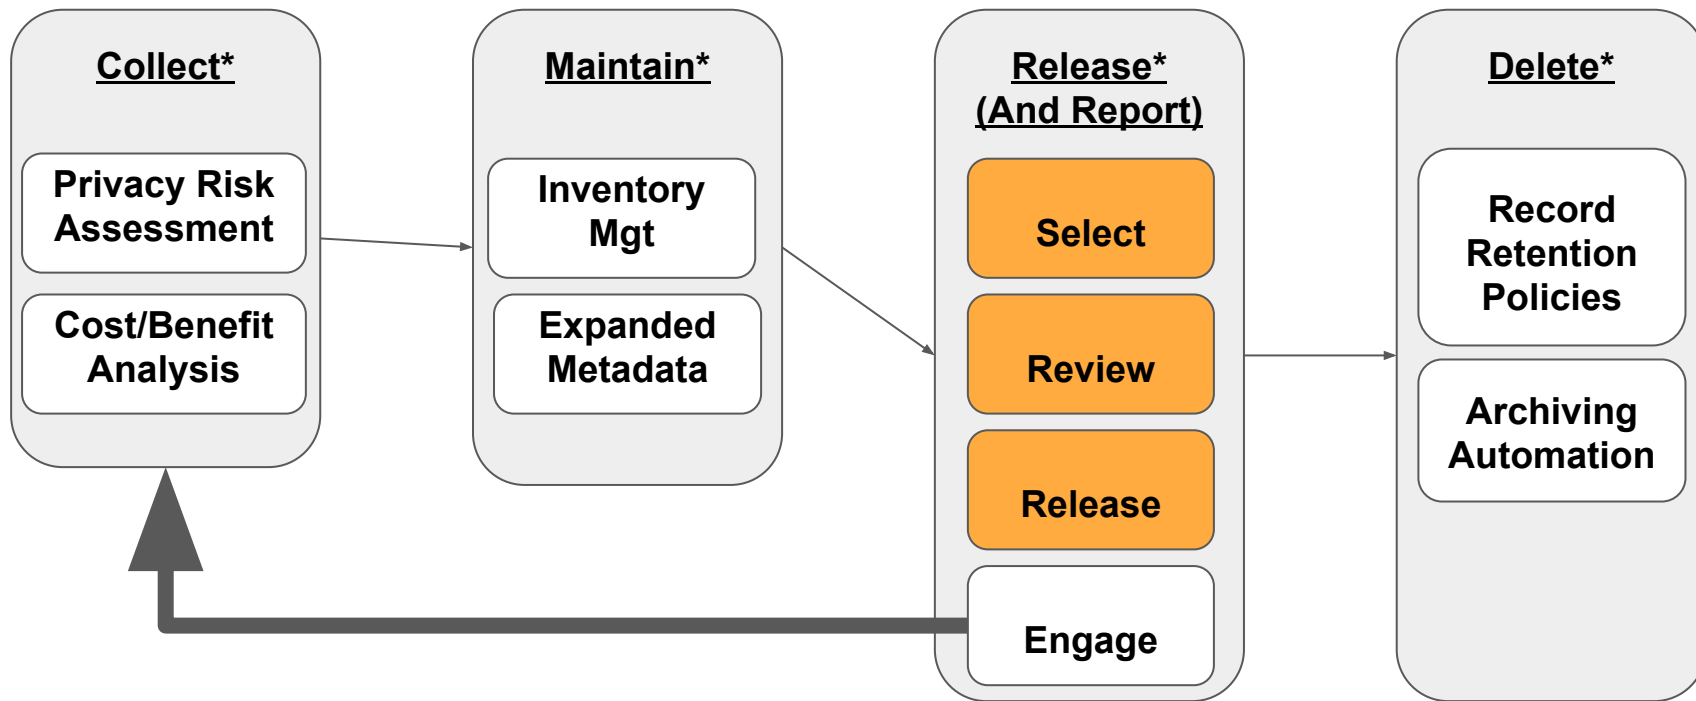 Collect*
Privacy Risk
Assessment
Cost/Benefit
Analysis
Maintain*
Inventory
Mgt
Expanded
Metadata
Release*
(And Report)
Select
Review
Release
Engage
Delete*
Record
Retention
Policies
Archiving
Automation